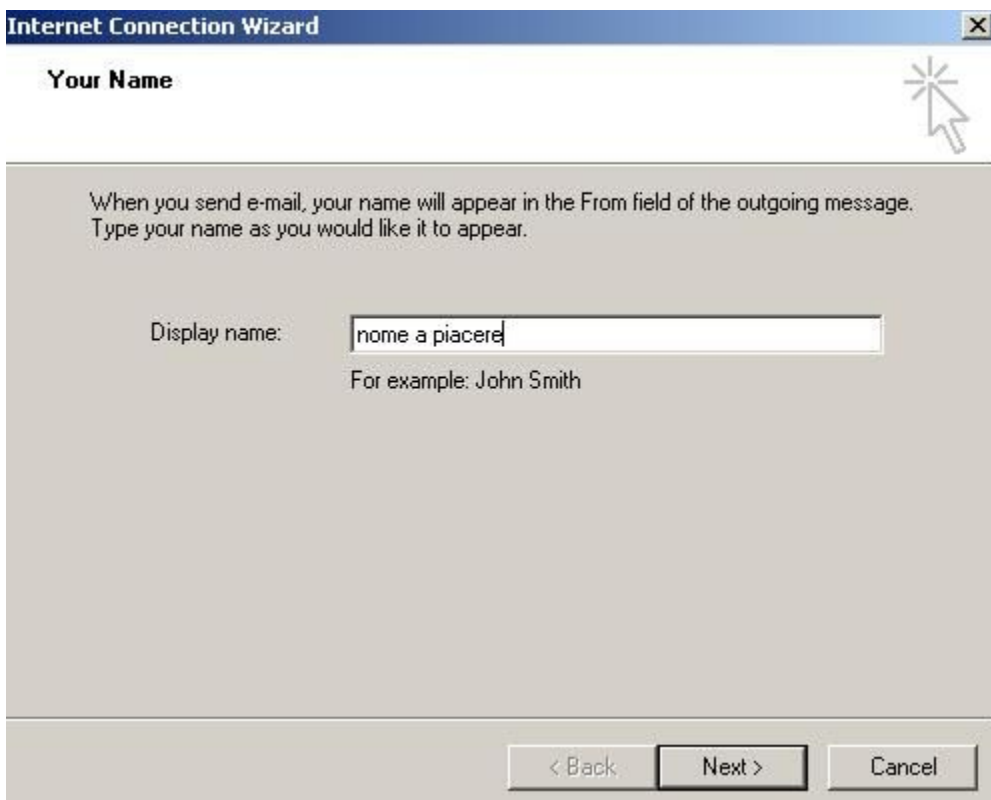 Internet Connection Wizard
Your Name
When you send e-mail, your name will appear in the From field of the outgoing message.
Type your name as you would like it to appear.
Display name: nome a piacere
For example: John Smith
< Back Next > Cancel